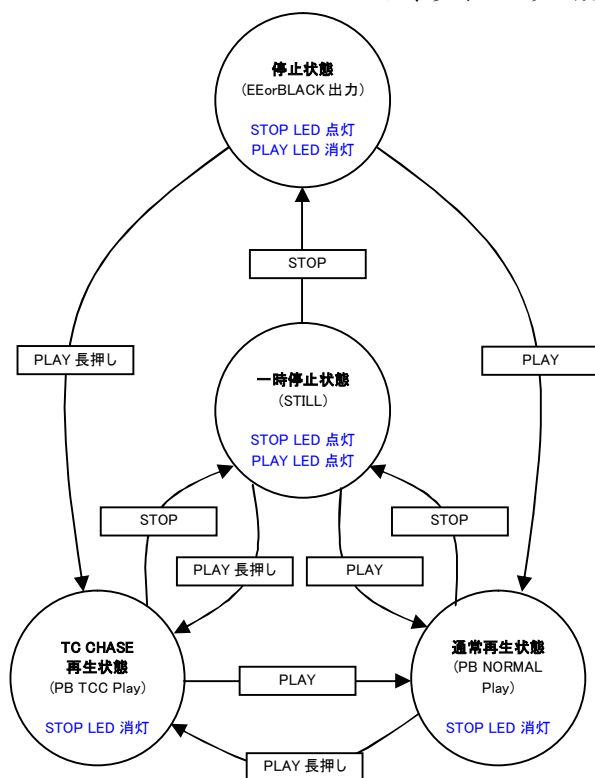 停止状態
(EEorBLACK 出力)
STOP LED 点灯
PLAY LED 消灯
STOP
PLAY 長押し
PLAY
一時停止状態
(STILL)
STOP LED 点灯
PLAY LED 点灯
STOP
STOP
PLAY 長押し
PLAY
TC CHASE
再生状態
(PB TCC Play)
STOP LED 消灯
PLAY
通常再生状態
(PB NORMAL
Play)
STOP LED 消灯
PLAY 長押し